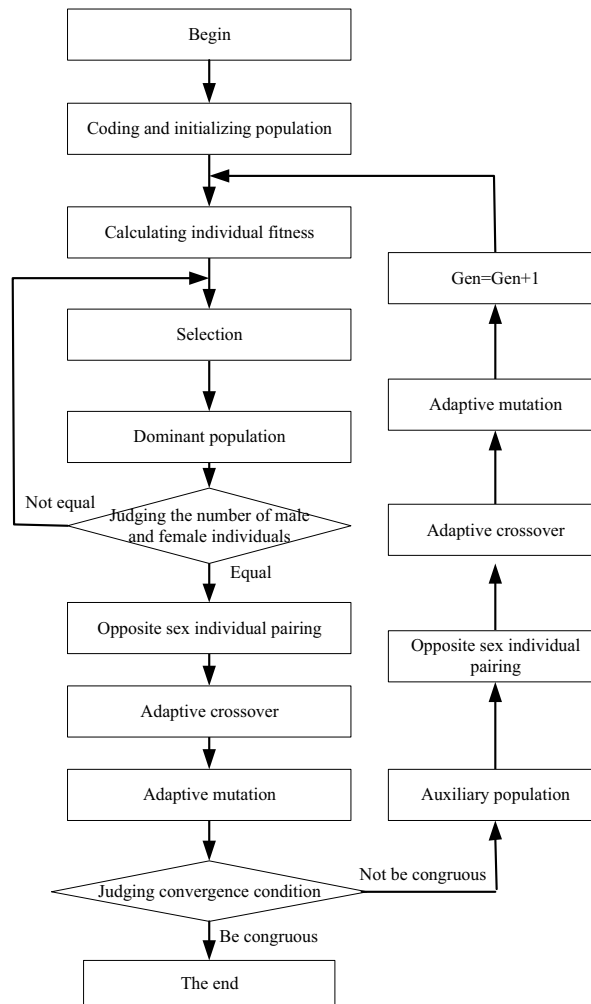 Begin
Coding and initializing population
Calculating individual fitness
Gen=Gen+1
Selection
Adaptive mutation
Dominant population
Not equal
Judging the number of male
and female individuals
Adaptive crossover
Equal
Opposite sex individual pairing
Opposite sex individual
pairing
Adaptive crossover
Adaptive mutation
Auxiliary population
Judging convergence condition
Not be congruous
Be congruous
The end